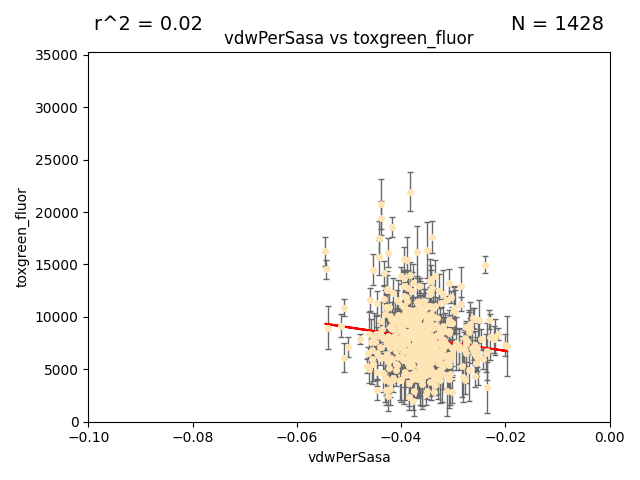 r^2 = 0.02
N = 1428
vdwPerSasa vs toxgreen_fluor
toxgreen_fluor
35000
30000
25000
20000
15000
10000
5000
0
−0.10
−0.08
−0.06
−0.04
−0.02
0.00
vdwPerSasa